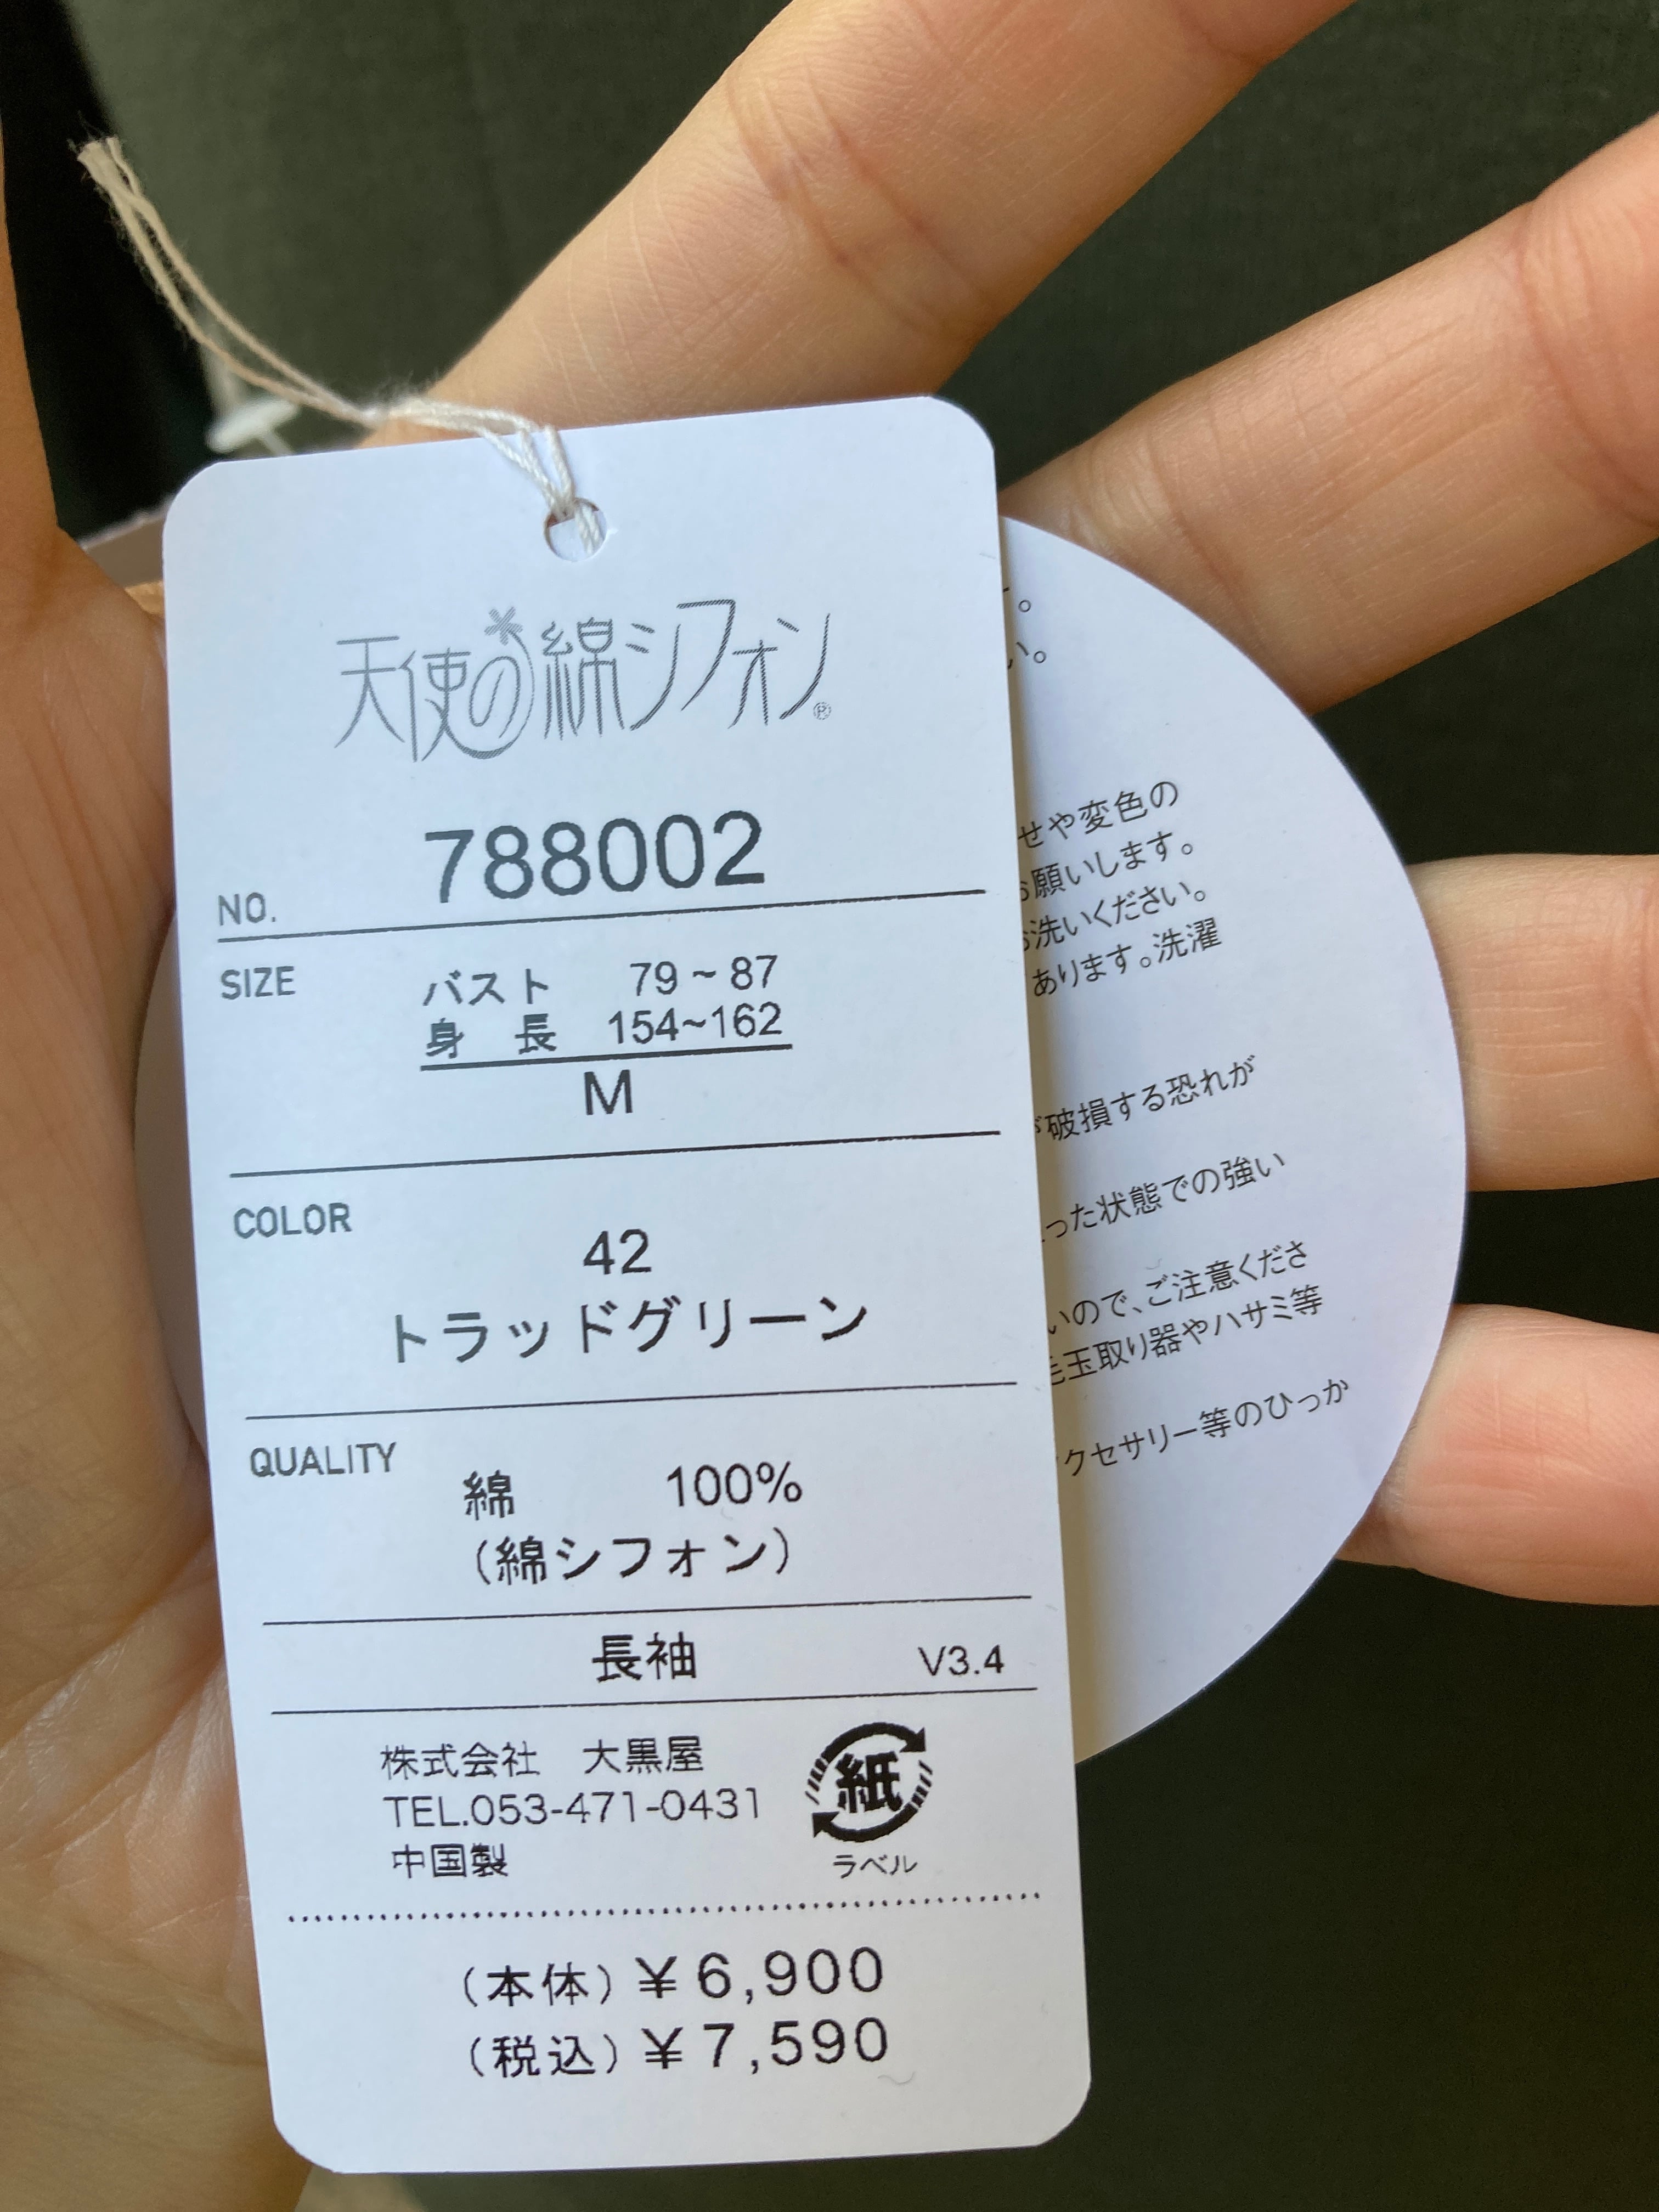 天使の綿シフォン®
NO. 788002
SIZE バスト 79~87
身長 154~162
M
COLOR
42
トラッドグリーン
QUALITY
綿 100%
(綿シフォン)
長袖 V3.4
株式会社 大黒屋
TEL.053-471-0431
中国製
紙
ラベル
(本体)¥6,900
(税込)¥7,590
。
い。
せや変色の
お願いします。
お洗いください。
あります。洗濯
が破損する恐れが
った状態での強い
いので、ご注意くださ
毛玉取り器やハサミ等
クセサリー等のひっか